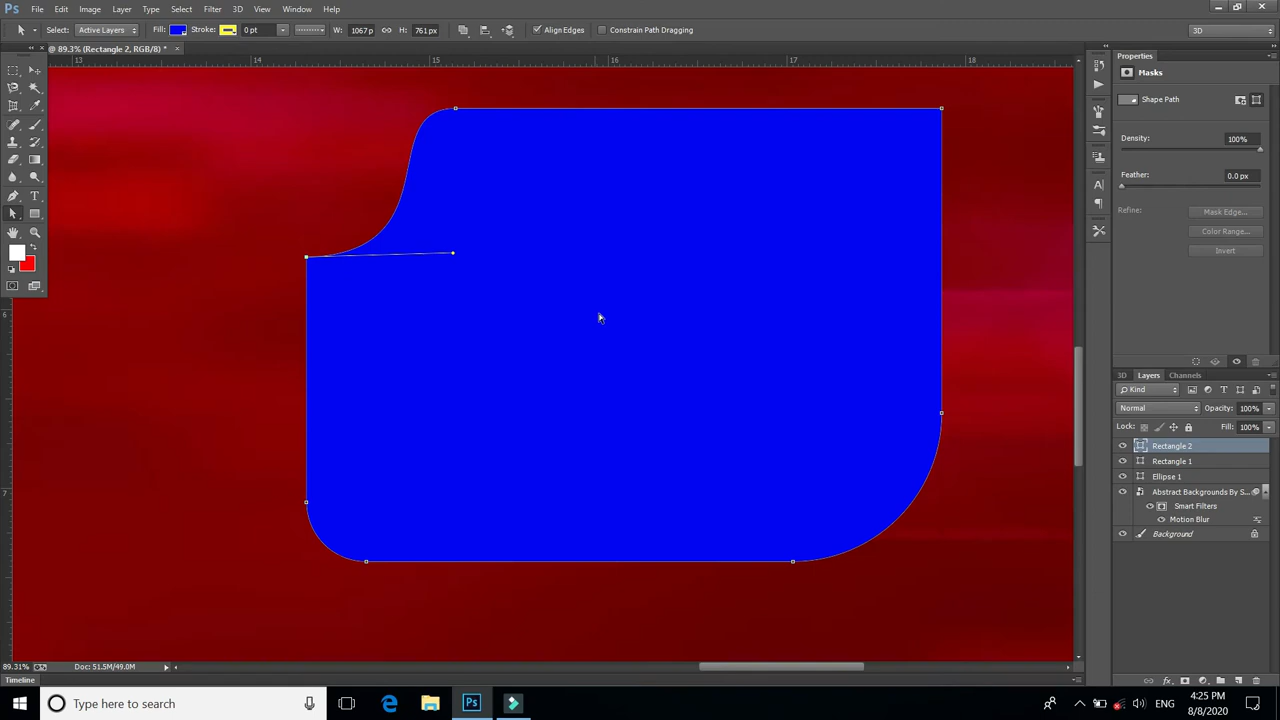 Ps File Edit Image Layer Type Select Filter 3D View Window Help
Select: Active Layers Fill: Stroke: 0 pt W: 1067 p H: 761 px Align Edges Constrain Path Dragging 3D
@ 89.3% (Rectangle 2, RGB/8) * ×
13 14 15 16 17 18
6
7
Properties
Masks
Shape Path
Density: 100%
Feather: 0.0 px
Refine: Mask Edge...
Color Range...
Invert
3D Layers Channels
Kind
Normal Opacity: 100%
Lock: Fill: 100%
Rectangle 2
Rectangle 1
Ellipse 1
Abstract Backgrounds By S...
Smart Filters
Motion Blur
Background
89.31% Doc: 51.5M/49.0M
Timeline
Type here to search
4:25 PM
8/8/2020